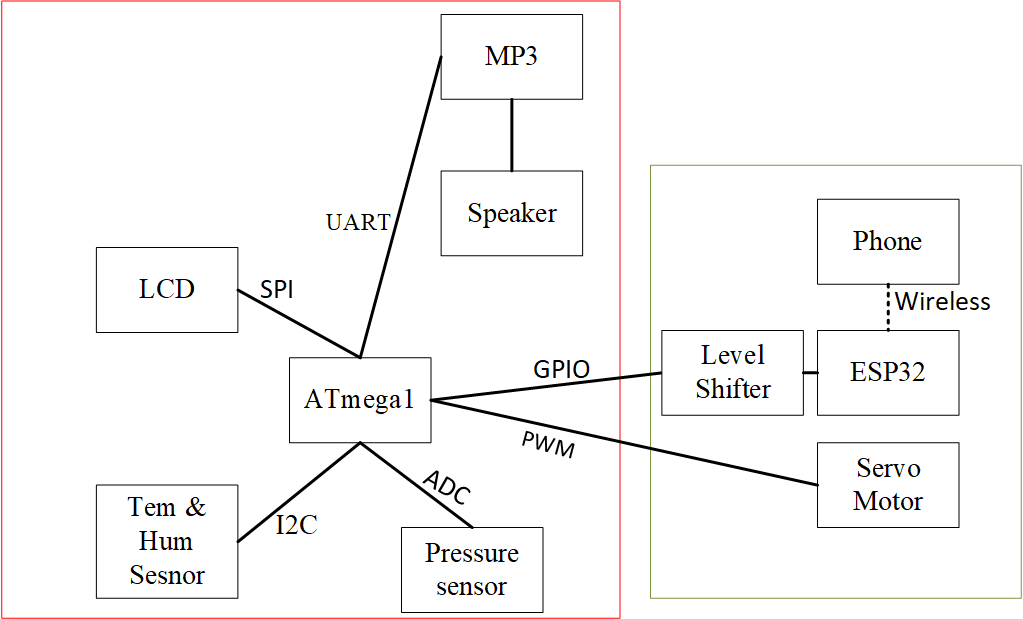 MP3
Speaker
UART
Phone
LCD
SPI
Wireless
Level
Shifter
ESP32
GPIO
ATmega1
PWM
Servo
Motor
ADC
Tem &
Hum
Sesnor
I2C
Pressure
sensor